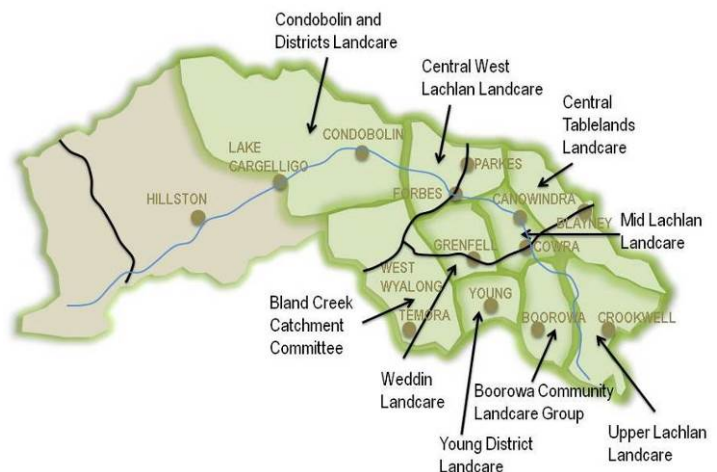 Condobolin and
Districts Landcare
Central West
Lachlan Landcare
Central
Tablelands
Landcare
CONDOBOLIN
LAKE
CARGELLIGO
PARKES
FORBES
HILLSTON
CANOWINDRA
BLAYNEY
Mid Lachlan
Landcare
GRENFELL
COWRA
WEST
WYALONG
Bland Creek
Catchment
Committee
TEMORA
YOUNG
BOOROWA
CROOKWELL
Weddin
Landcare
Boorowa Community
Landcare Group
Young District
Landcare
Upper Lachlan
Landcare